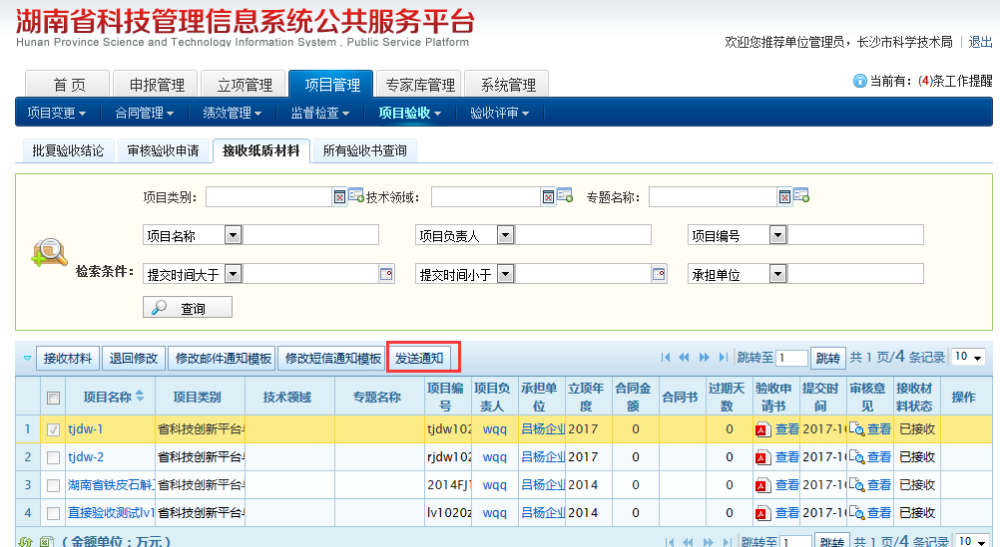 湖南省科技管理信息系统公共服务平台
Hunan Province Science and Technology Information System , Public Service Platform
欢迎您推荐单位管理员，长沙市科学技术局 | 退出
首 页 申报管理 立项管理 项目管理 专家库管理 系统管理
当前有：(4)条工作提醒
项目变更 合同管理 绩效管理 监督检查 项目验收 验收评审
批复验收结论 审核验收申请 接收纸质材料 所有验收书查询
项目类别： 技术领域： 专题名称：
项目名称 项目负责人 项目编号
检索条件：
提交时间大于 提交时间小于 承担单位
查询
接收材料 退回修改 修改邮件通知模板 修改短信通知模板 发送通知 跳转至 1 跳转 共 1 页/4 条记录 10
项目名称 项目类别 技术领域 专题名称 项目编号 项目负责人 承担单位 立项年度 合同金额 合同书 过期天数 验收申请书 提交时间 审核意见 接收材料状态 操作
1 tjdw-1 省科技创新平台与 tjdw102 wqq 吕杨企业 2017 0 0 查看 2017-10 查看 已接收
2 tjdw-2 省科技创新平台与 rjdw102 wqq 吕杨企业 2017 0 0 查看 2017-10 查看 已接收
3 湖南省铁皮石斛 省科技创新平台与 2014FJ1 wqq 吕杨企业 2014 0 0 查看 2017-10 查看 已接收
4 直接验收测试lv1 省科技创新平台与 lv1020z wqq 吕杨企业 2014 0 0 查看 2017-10 查看 已接收
（金额单位：万元） 跳转至 1 跳转 共 1 页/4 条记录 10